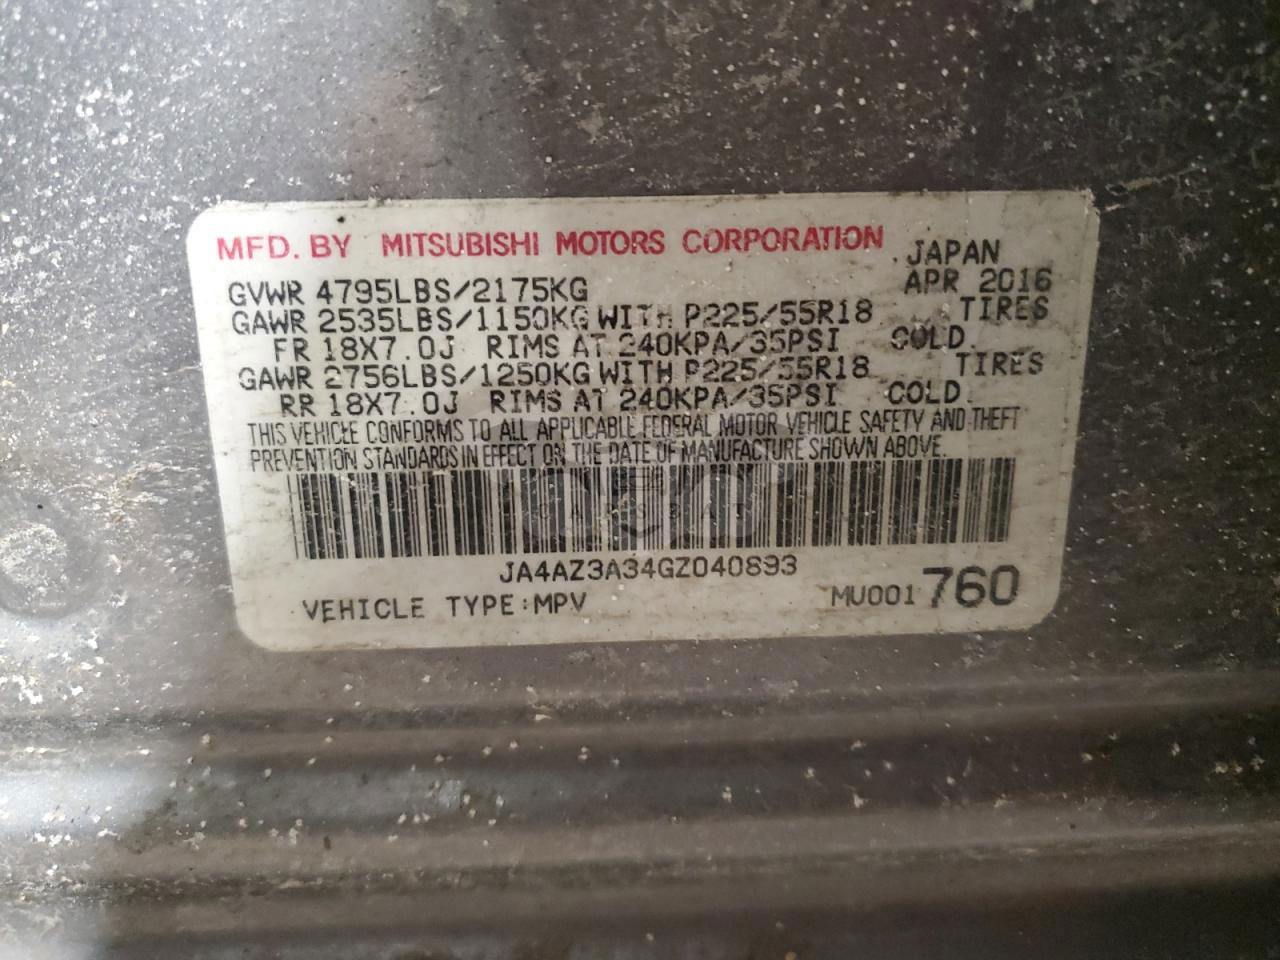 MFD. BY MITSUBISHI MOTORS CORPORATION
JAPAN
GVWR 4795LBS/2175KG APR 2016
GAWR 2535LBS/1150KG WITH P225/55R18 TIRES
FR 18X7.0J RIMS AT 240KPA/35PSI COLD.
GAWR 2756LBS/1250KG WITH P225/55R18 TIRES
RR 18X7.0J RIMS AT 240KPA/35PSI COLD.
THIS VEHICLE CONFORMS TO ALL APPLICABLE FEDERAL MOTOR VEHICLE SAFETY AND THEFT
PREVENTION STANDARDS IN EFFECT ON THE DATE OF MANUFACTURE SHOWN ABOVE.
JA4AZ3A34GZ040893
VEHICLE TYPE:MPV MU001760